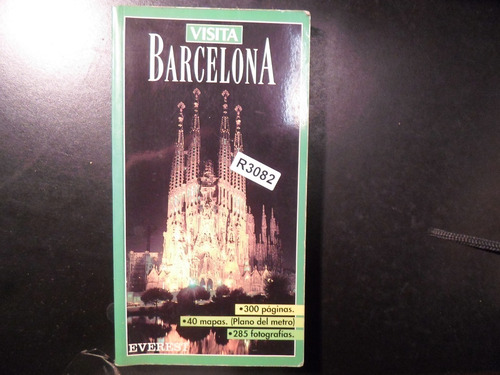 VISITA
BARCELONA
R3082
•300 páginas.
•40 mapas. (Plano del metro)
•285 fotografías.
EVEREST